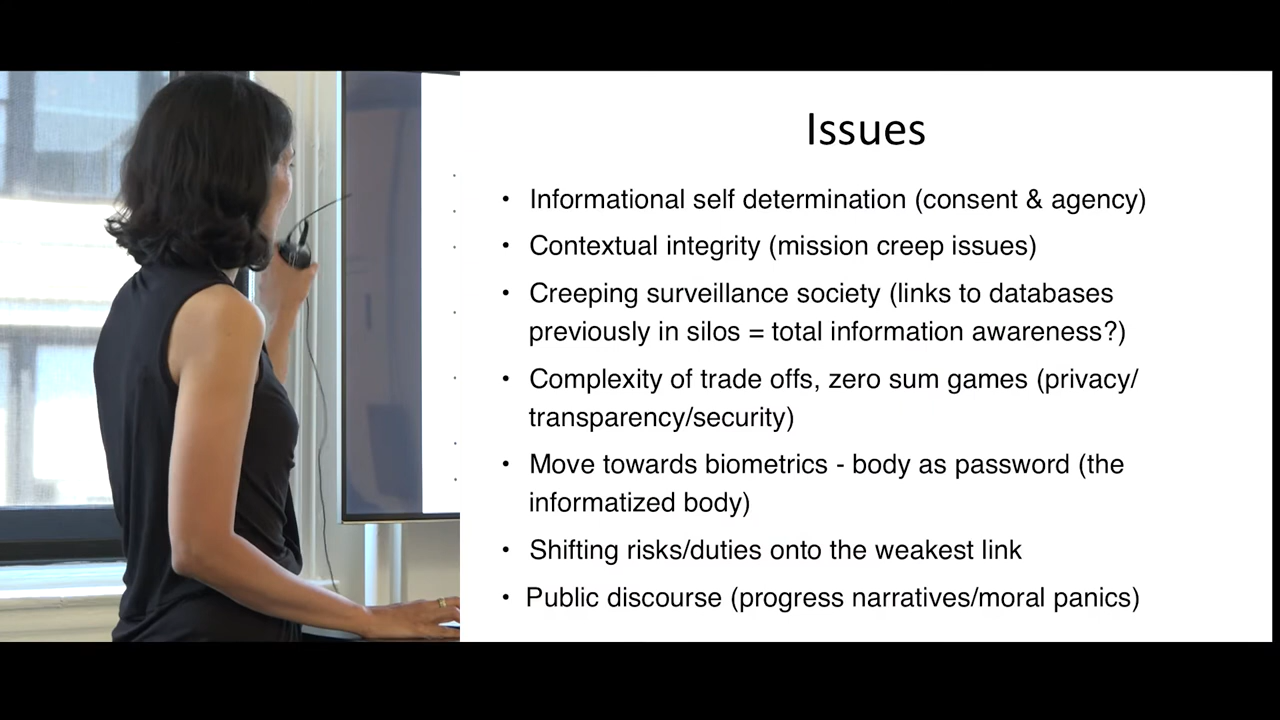 Issues
• Informational self determination (consent & agency)
• Contextual integrity (mission creep issues)
• Creeping surveillance society (links to databases
previously in silos = total information awareness?)
• Complexity of trade offs, zero sum games (privacy/
transparency/security)
• Move towards biometrics - body as password (the
informatized body)
• Shifting risks/duties onto the weakest link
• Public discourse (progress narratives/moral panics)